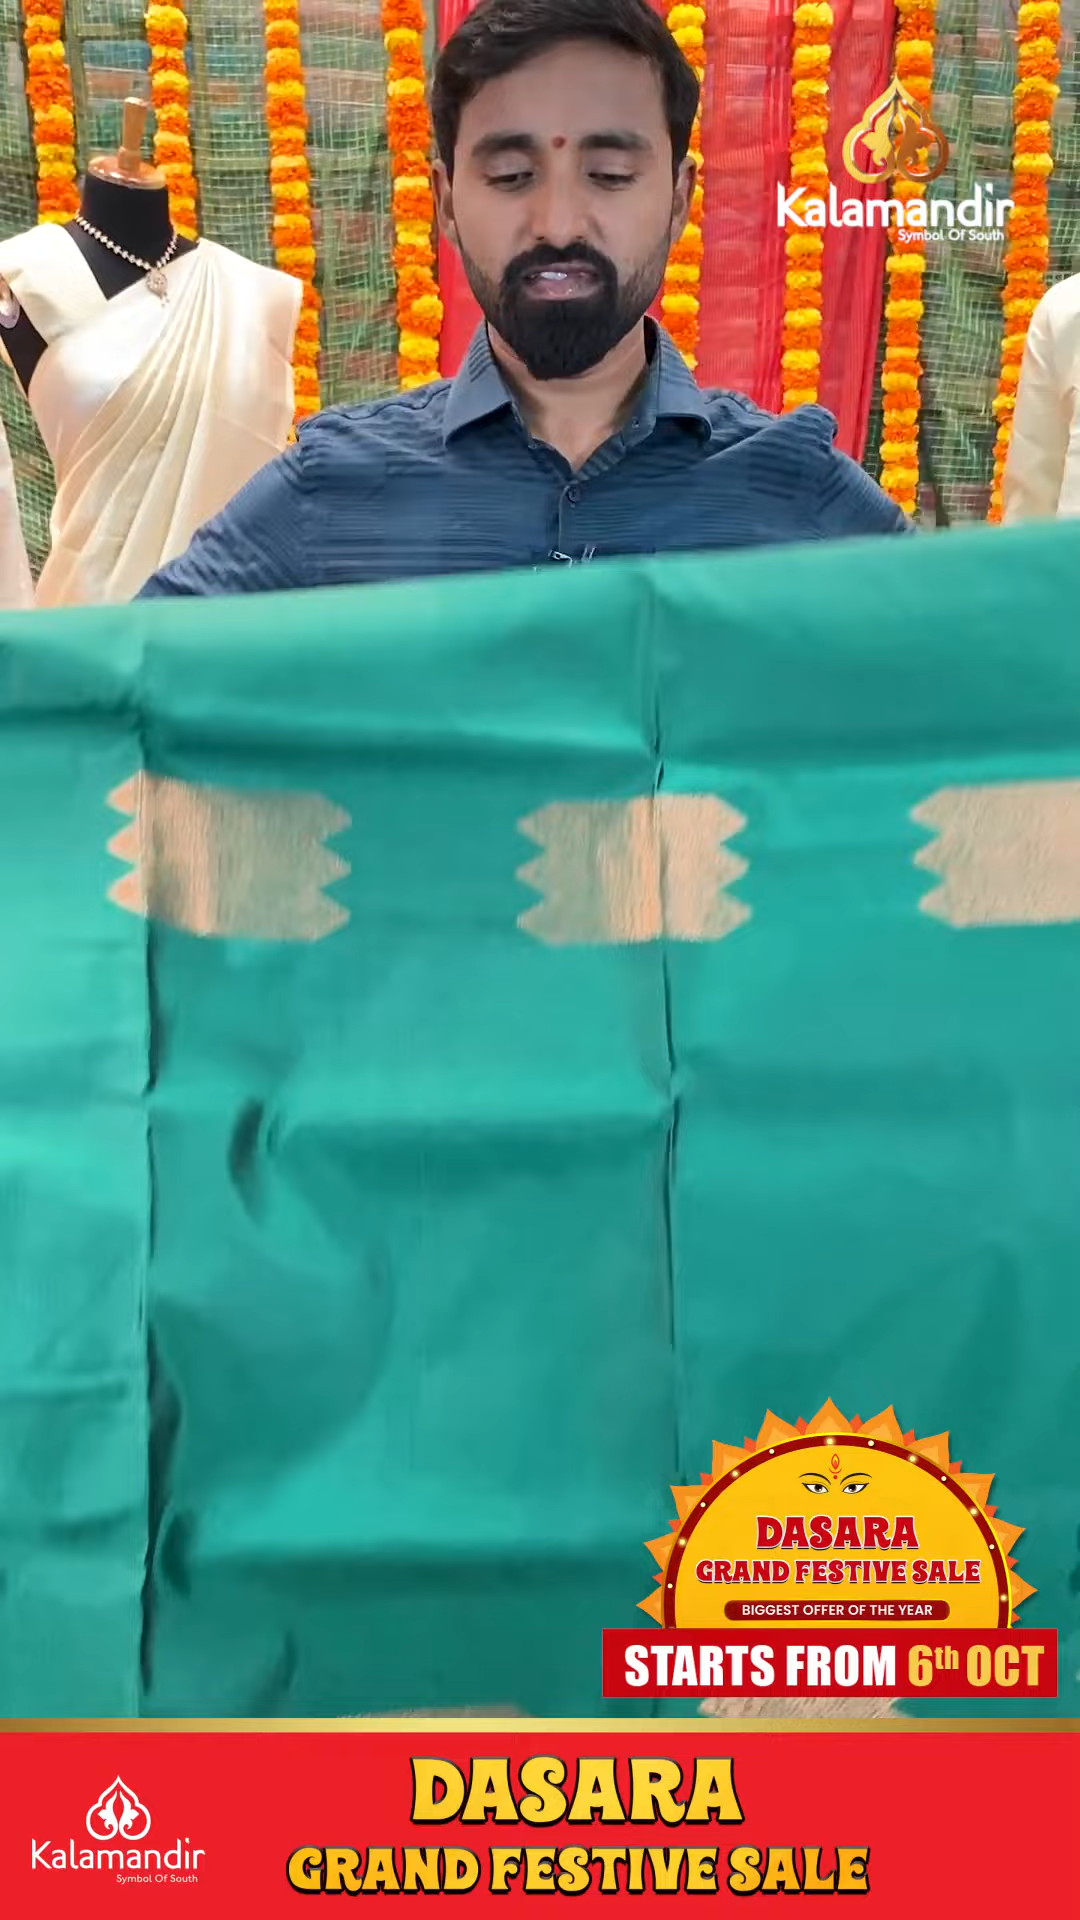 Kalamandir
Symbol Of South
DASARA
GRAND FESTIVE SALE
BIGGEST OFFER OF THE YEAR
STARTS FROM 6th OCT
Kalamandir
Symbol Of South
DASARA
GRAND FESTIVE SALE